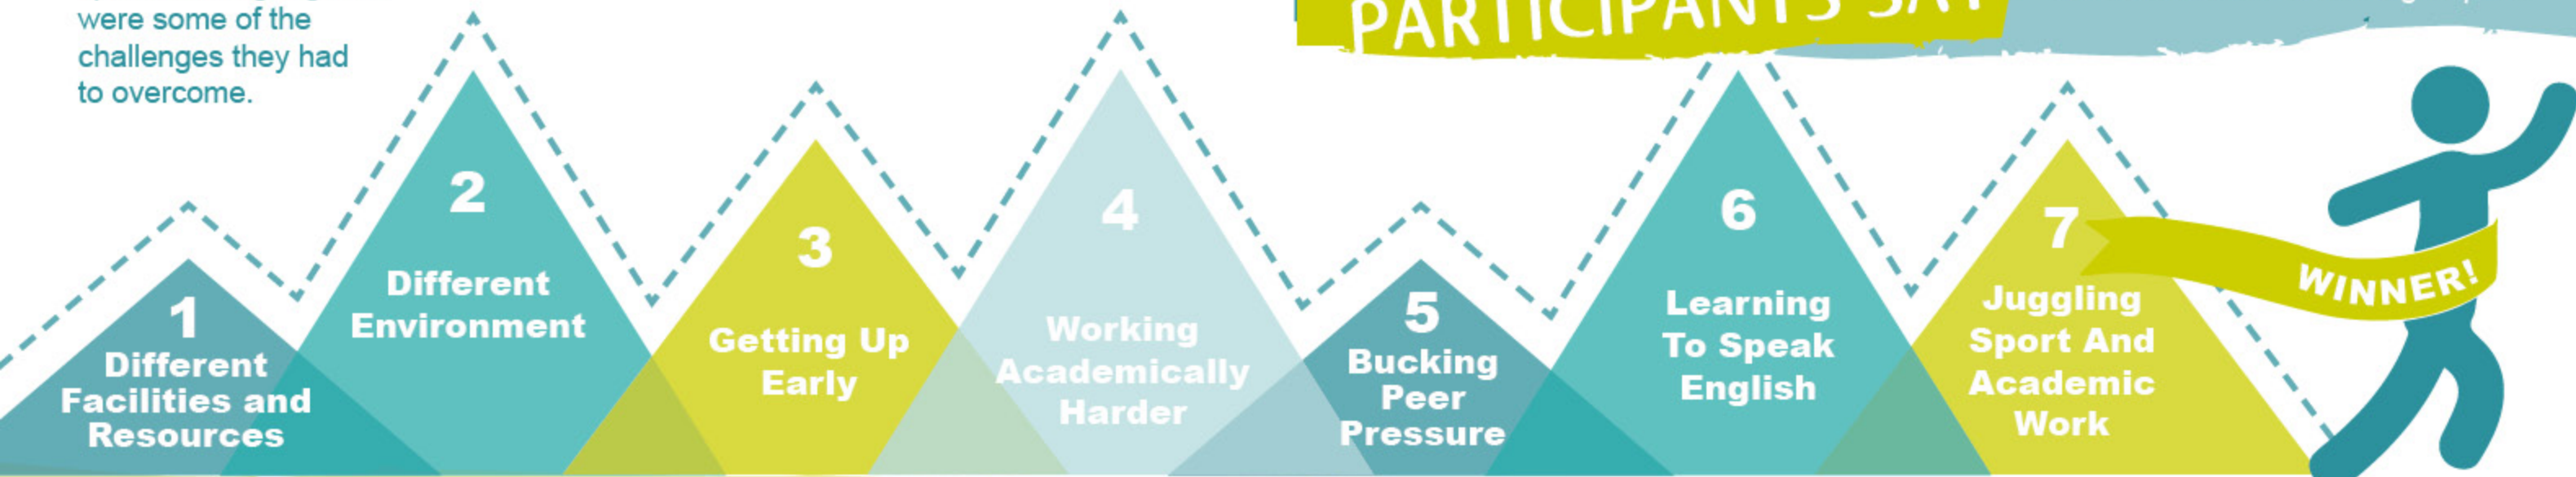 were some of the
challenges they had
to overcome.
PARTICIPANTS SAY
1
Different
Facilities and
Resources
2
Different
Environment
3
Getting Up
Early
4
Working
Academically
Harder
5
Bucking
Peer
Pressure
6
Learning
To Speak
English
7
Juggling
Sport And
Academic
Work
WINNER!